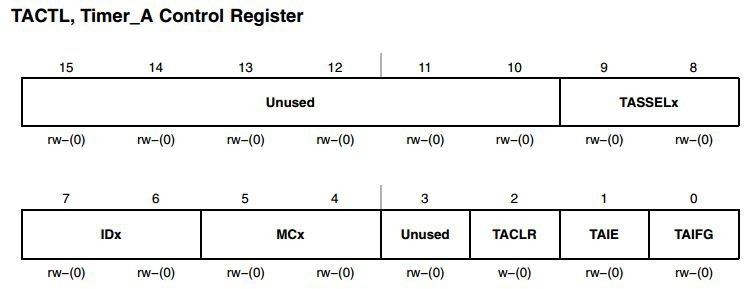 TACTL, Timer_A Control Register
15 14 13 12 11 10 9 8
Unused TASSELx
rw−(0) rw−(0) rw−(0) rw−(0) rw−(0) rw−(0) rw−(0) rw−(0)
7 6 5 4 3 2 1 0
IDx MCx Unused TACLR TAIE TAIFG
rw−(0) rw−(0) rw−(0) rw−(0) rw−(0) w−(0) rw−(0) rw−(0)